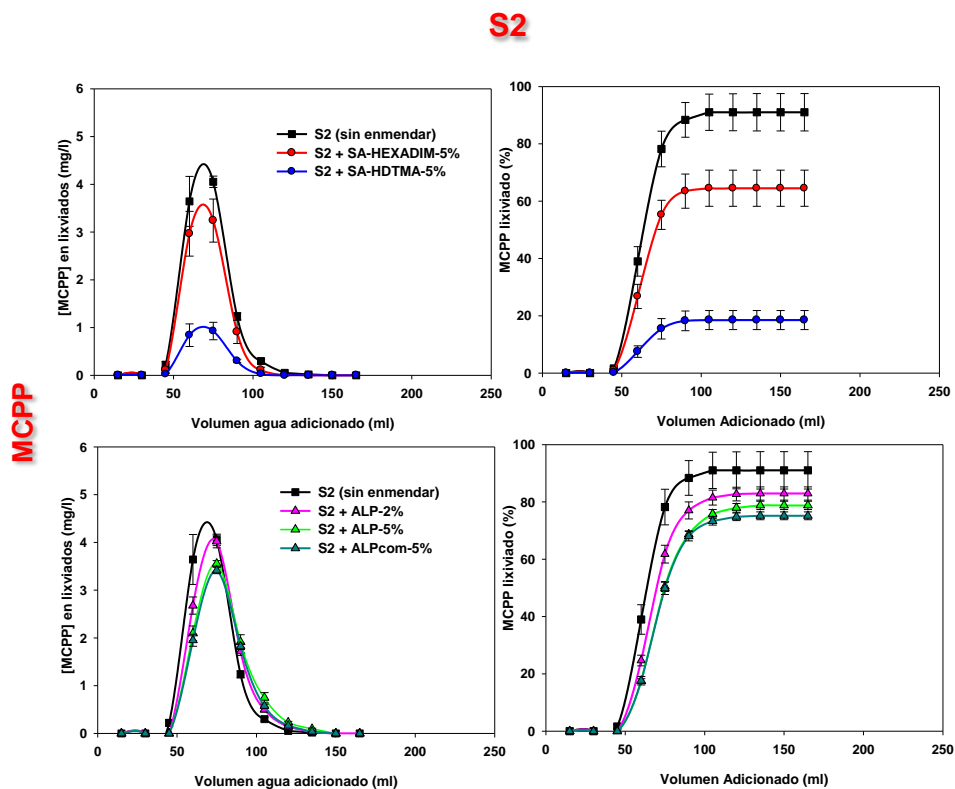 S2
MCPP
[MCPP] en lixviados (mg/l)
6
5
4
3
2
1
0
S2 (sin enmendar)
S2 + SA-HEXADIM-5%
S2 + SA-HDTMA-5%
0 50 100 150 200 250
Volumen agua adicionado (ml)
MCPP lixiviado (%)
100
80
60
40
20
0
0 50 100 150 200 250
Volumen Adicionado (ml)
[MCPP] en lixviados (mg/l)
6
5
4
3
2
1
0
S2 (sin enmendar)
S2 + ALP-2%
S2 + ALP-5%
S2 + ALPcom-5%
0 50 100 150 200 250
Volumen agua adicionado (ml)
MCPP lixiviado (%)
100
80
60
40
20
0
0 50 100 150 200 250
Volumen Adicionado (ml)